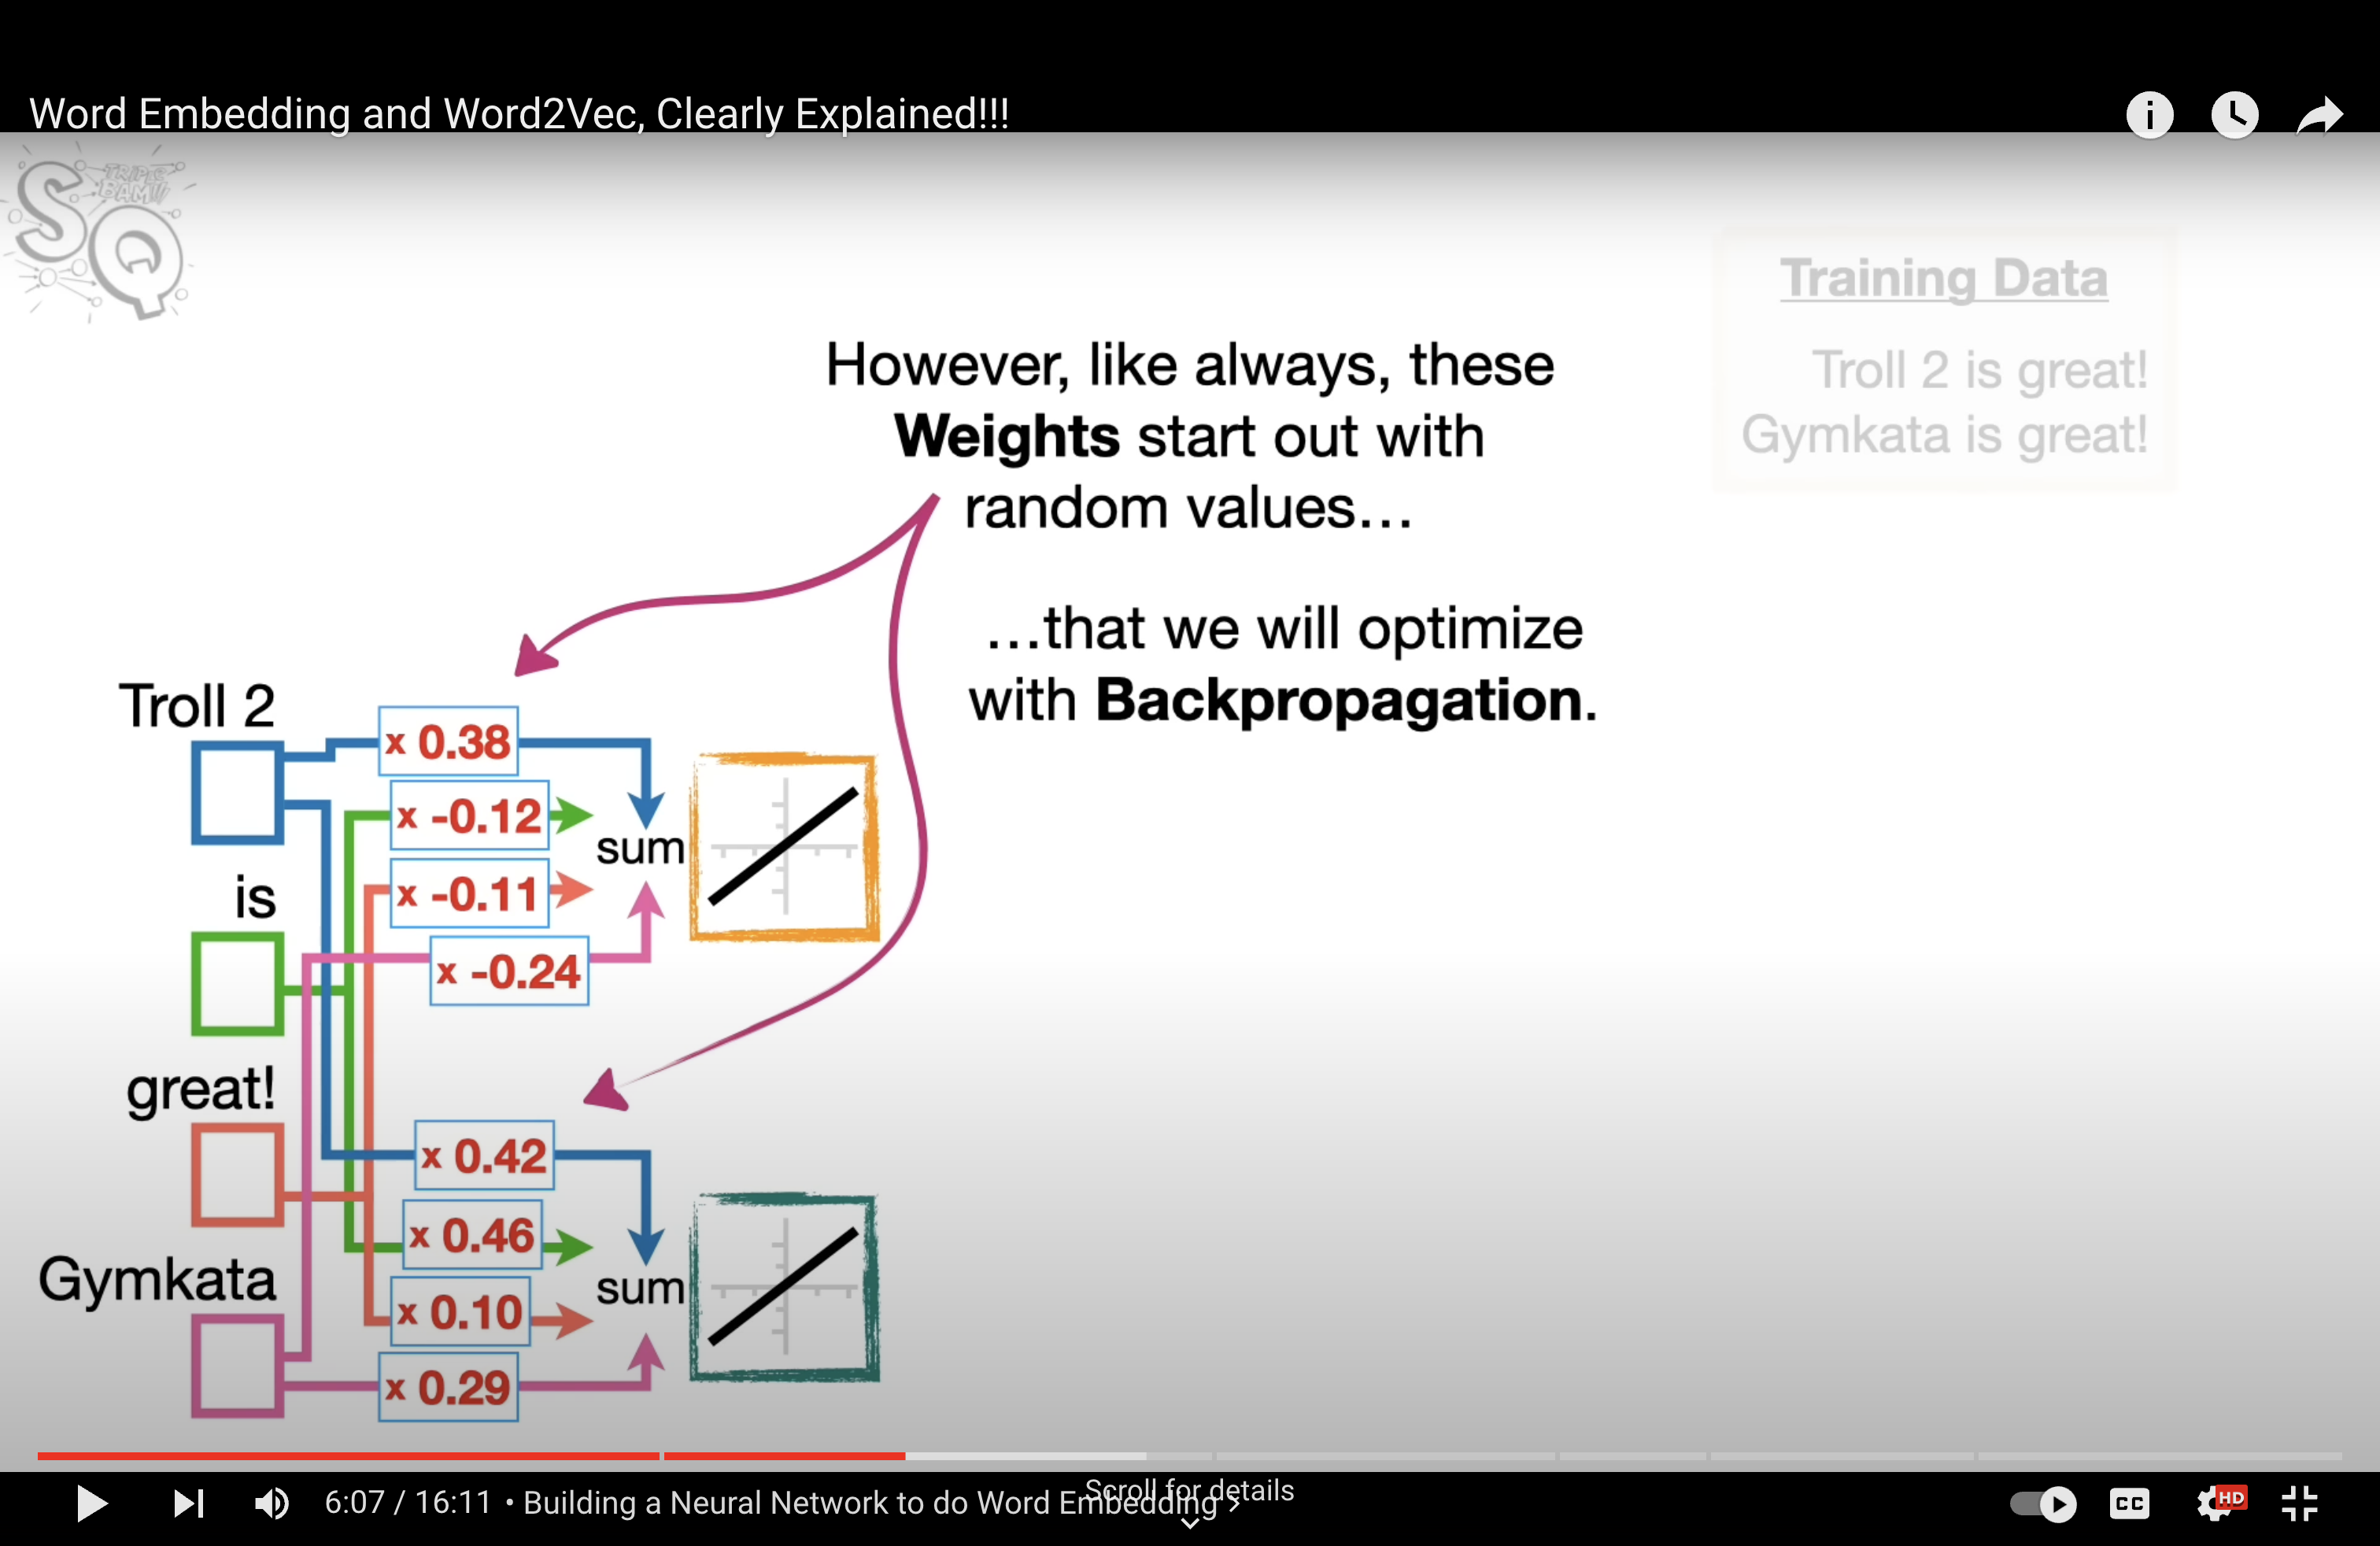 Word Embedding and Word2Vec, Clearly Explained!!!
SQ
TRIPLE
BAM!!!
Training Data
Troll 2 is great!
Gymkata is great!
However, like always, these
Weights start out with
random values...
...that we will optimize
with Backpropagation.
Troll 2
x 0.38
x -0.12
sum
x -0.11
is
x -0.24
great!
x 0.42
x 0.46
sum
Gymkata
x 0.10
x 0.29
6:07 / 16:11 • Building a Neural Network to do Word Embedding ›
Scroll for details
CC
HD